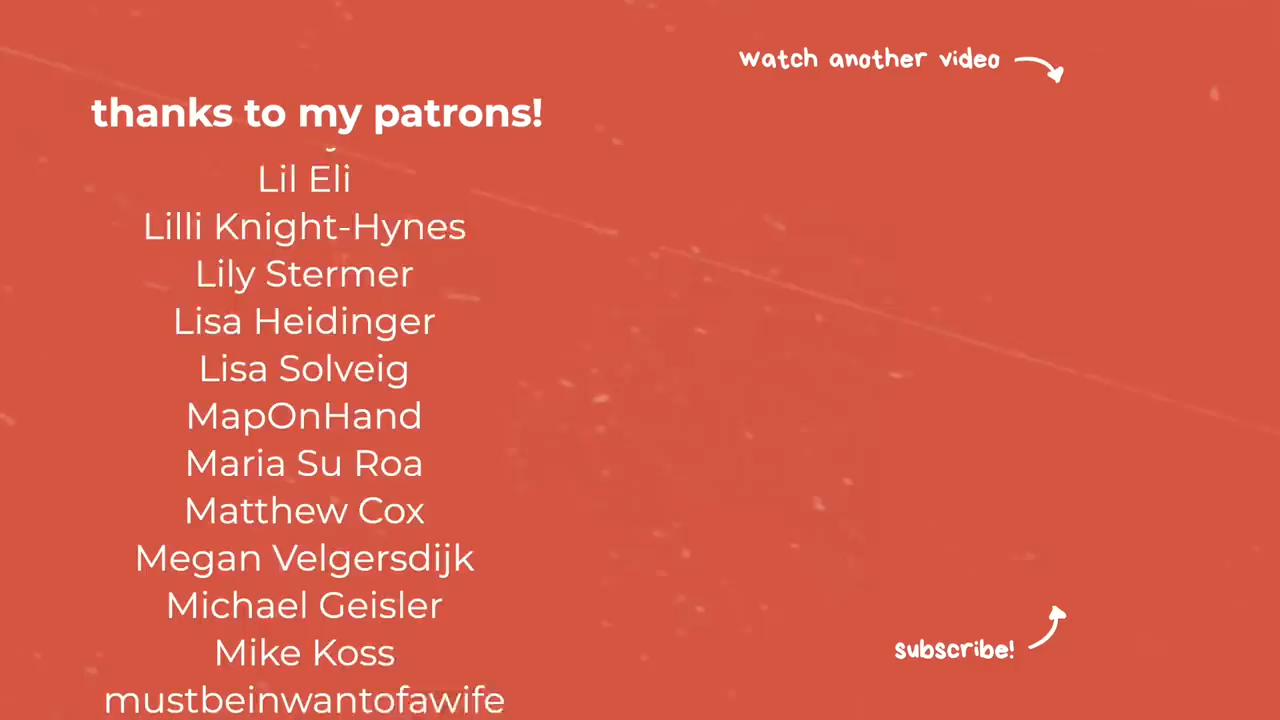 watch another video
thanks to my patrons!
Lil Eli
Lilli Knight-Hynes
Lily Stermer
Lisa Heidinger
Lisa Solveig
MapOnHand
Maria Su Roa
Matthew Cox
Megan Velgersdijk
Michael Geisler
Mike Koss
mustbeinwantofawife
subscribe!